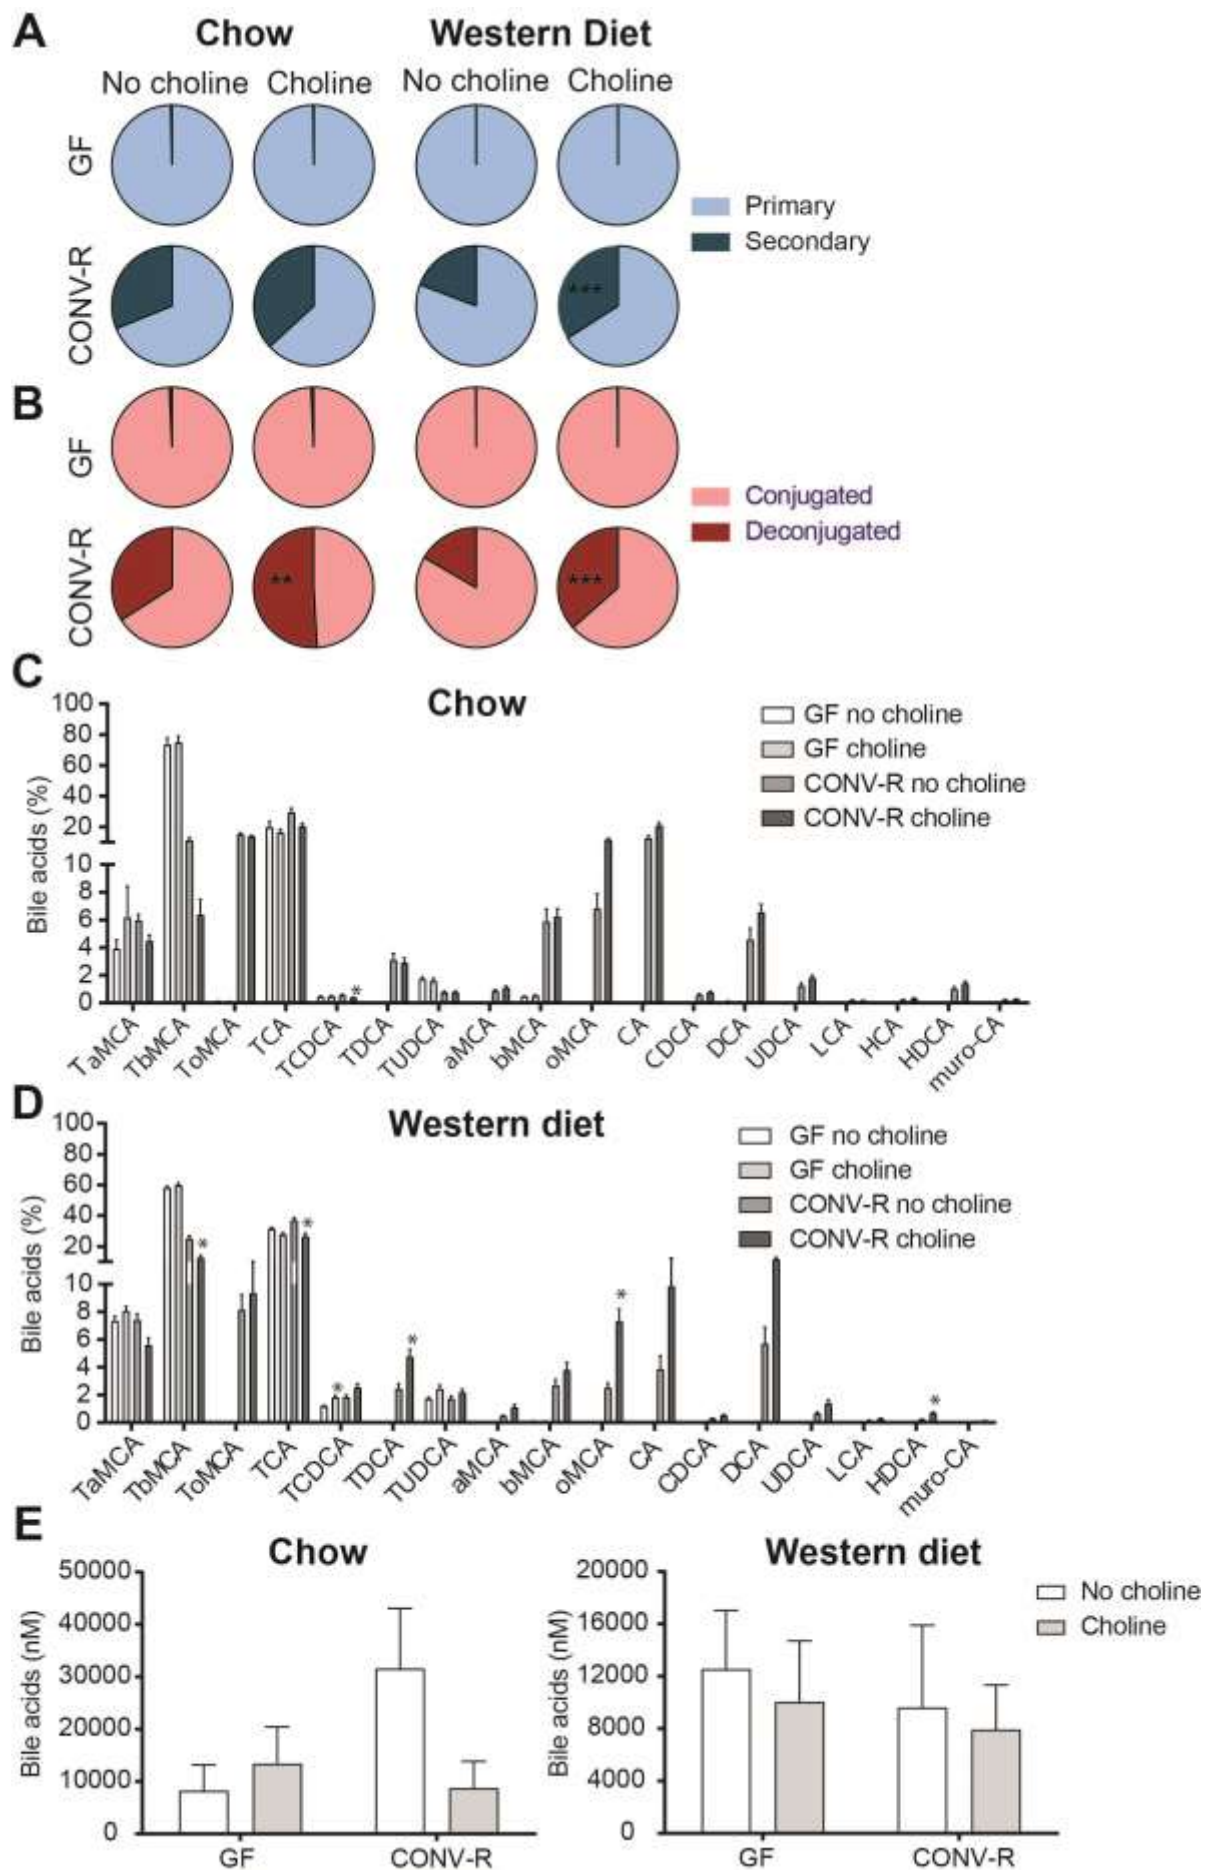 A
Chow Western Diet
No choline Choline No choline Choline
GF
Primary
Secondary
CONV-R
***
B
GF
Conjugated
Deconjugated
CONV-R
** ***
C
Chow
100
80
60
40
20
10
8
6
4
2
0
Bile acids (%)
GF no choline
GF choline
CONV-R no choline
CONV-R choline
*
TaMCA TbMCA ToMCA TCA TCDCA TDCA TUDCA aMCA bMCA oMCA CA CDCA DCA UDCA LCA HCA HDCA muro-CA
D
Western diet
100
80
60
40
20
10
8
6
4
2
0
Bile acids (%)
GF no choline
GF choline
CONV-R no choline
CONV-R choline
* * * * * *
TaMCA TbMCA ToMCA TCA TCDCA TDCA TUDCA aMCA bMCA oMCA CA CDCA DCA UDCA LCA HDCA muro-CA
E
Chow
50000
40000
30000
20000
10000
0
Bile acids (nM)
GF CONV-R
Western diet
20000
16000
12000
8000
4000
0
Bile acids (nM)
GF CONV-R
No choline
Choline